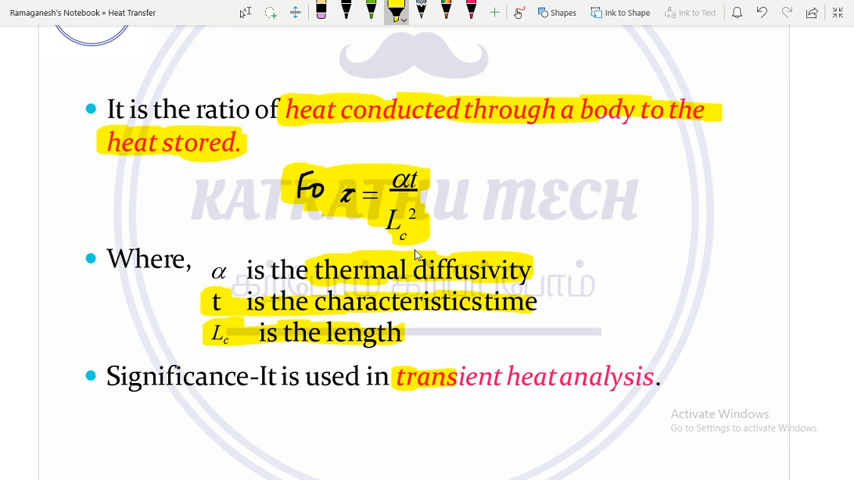 Ramaganesh's Notebook » Heat Transfer
Shapes
Ink to Shape
Ink to Text
• It is the ratio of heat conducted through a body to the
heat stored.
Fo τ = αt / L_c²
KATRATHU MECH
• Where,
α is the thermal diffusivity
t is the characteristics time
L_c is the length
• Significance-It is used in transient heat analysis.
Activate Windows
Go to Settings to activate Windows.